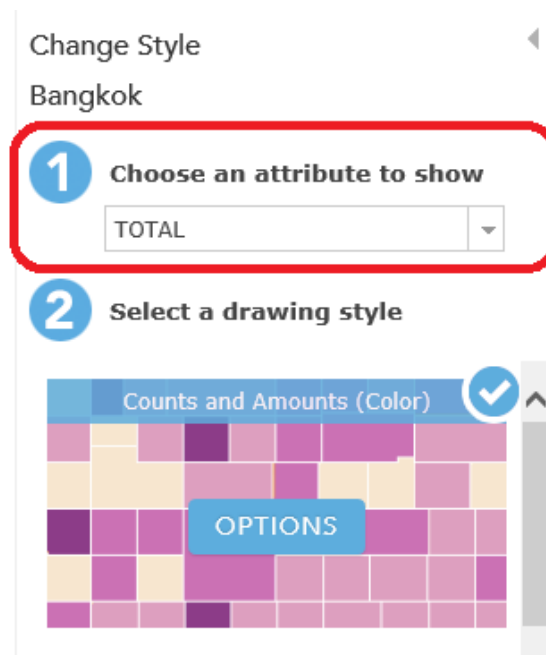 Change Style
Bangkok
1 Choose an attribute to show
TOTAL
2 Select a drawing style
Counts and Amounts (Color)
OPTIONS